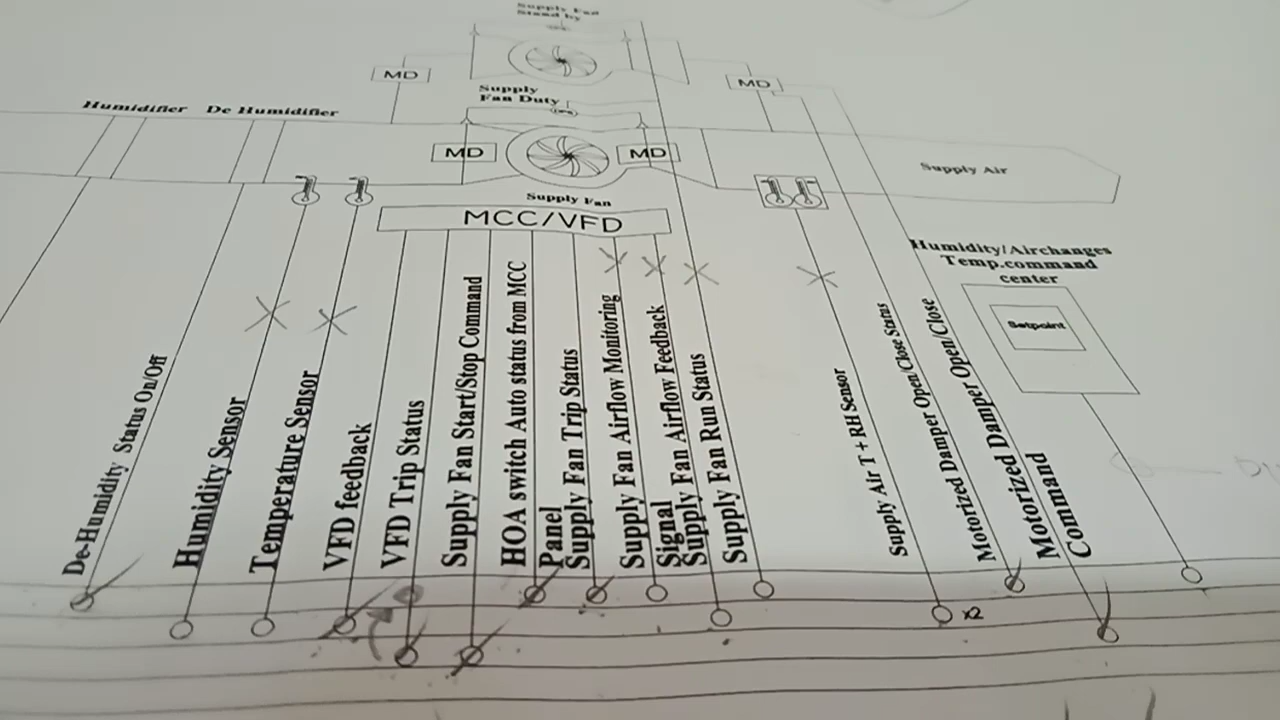 Supply Fan
Stand by
MD
MD
Supply
Fan Duty
Humidifier
De Humidifier
MD
MD
Supply Air
Supply Fan
MCC/VFD
Humidity/Airchanges
Temp.command
center
Setpoint
De-Humidity Status On/Off
Humidity Sensor
Temperature Sensor
VFD feedback
VFD Trip Status
Supply Fan Start/Stop Command
HOA switch Auto status from MCC
Panel
Supply Fan Trip Status
Supply Fan Airflow Monitoring
Signal
Supply Fan Airflow Feedback
Supply Fan Run Status
Supply Air T + RH Sensor
Motorized Damper Open/Close Status
Motorized Damper Open/Close
Command
x2